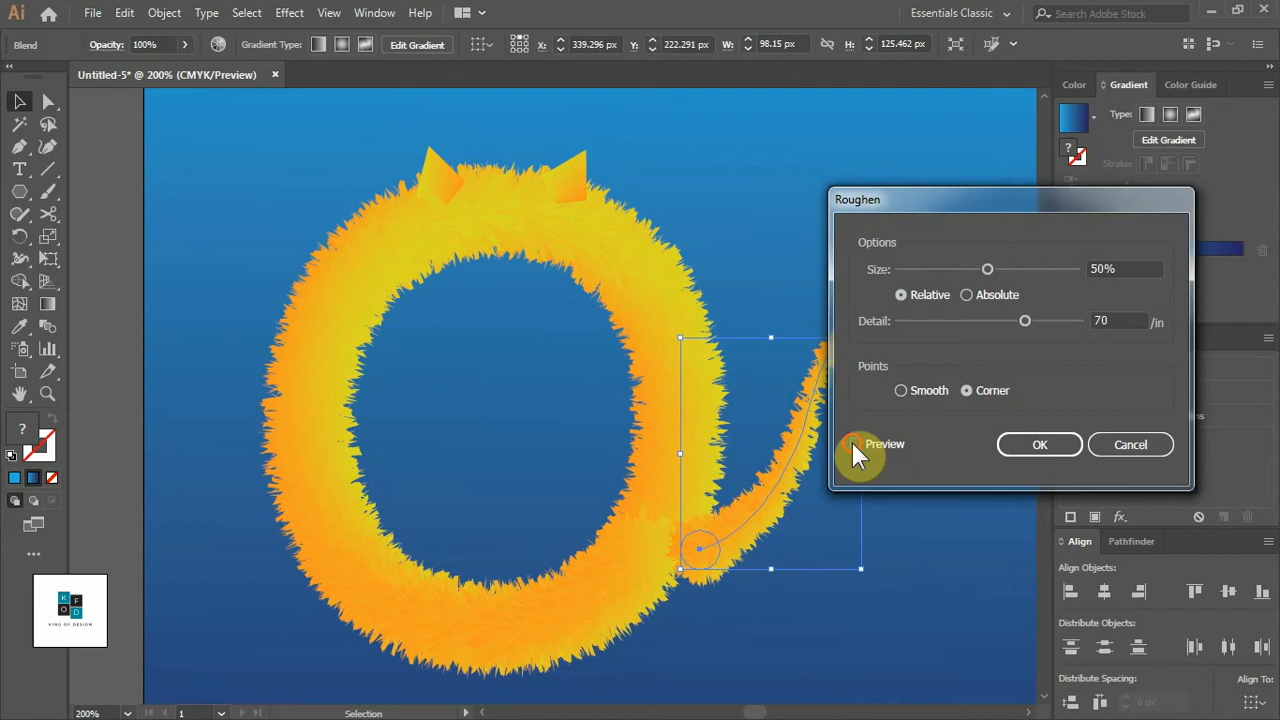 Ai File Edit Object Type Select Effect View Window Help Essentials Classic Search Adobe Stock
Blend Opacity: 100% Gradient Type: Edit Gradient X: 339.296 px Y: 222.291 px W: 98.15 px H: 125.462 px
Untitled-5* @ 200% (CMYK/Preview) Color Gradient Color Guide
Type:
Edit Gradient
Roughen
Options
Size: 50%
Relative Absolute
Detail: 70 /in
Points
Smooth Corner
Preview OK Cancel
fx.
Align Pathfinder
Align Objects:
Distribute Objects:
Distribute Spacing: Align To:
0 px
K F
O D
KING OF DESIGN
200% 1 Selection